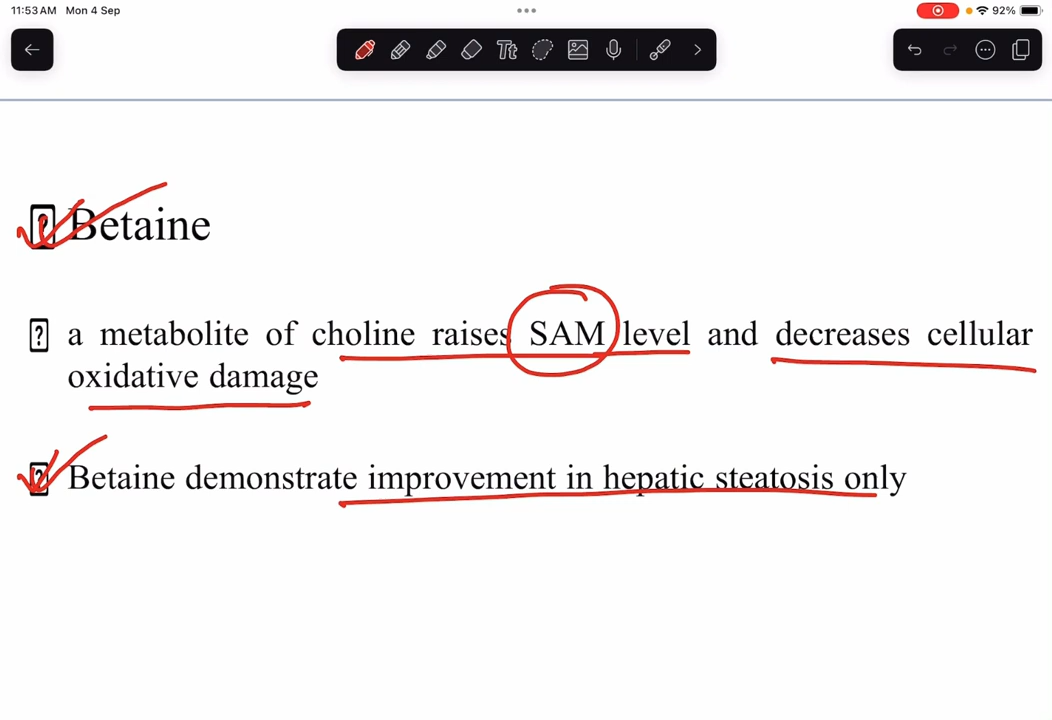 11:53 AM Mon 4 Sep 92%
Tt
Betaine
a metabolite of choline raises SAM level and decreases cellular
oxidative damage
Betaine demonstrate improvement in hepatic steatosis only